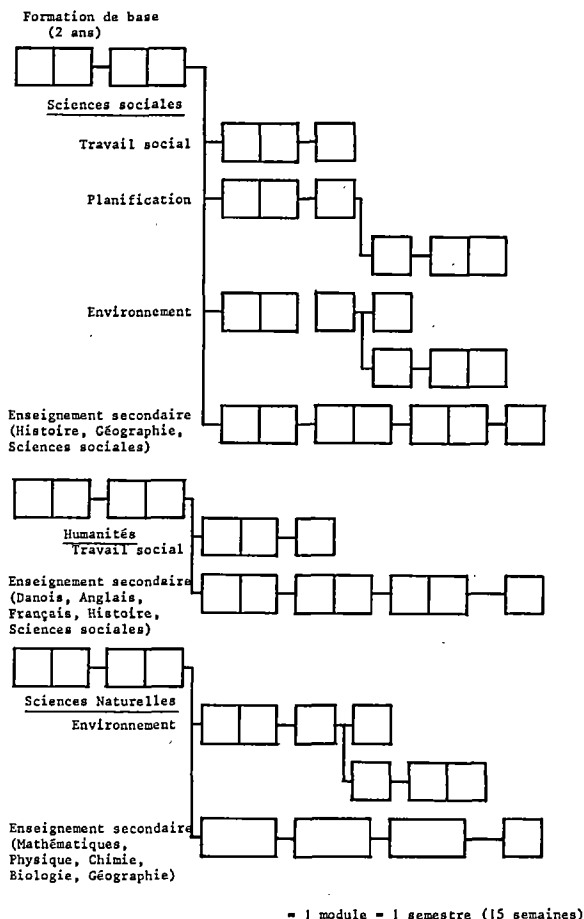 Formation de base
(2 ans)
Sciences sociales
Travail social
Planification
Environnement
Enseignement secondaire
(Histoire, Géographie,
Sciences sociales)
Humanités
Travail social
Enseignement secondaire
(Danois, Anglais,
Français, Histoire,
Sciences sociales)
Sciences Naturelles
Environnement
Enseignement secondaire
(Mathématiques,
Physique, Chimie,
Biologie, Géographie)
= 1 module = 1 semestre (15 semaines)